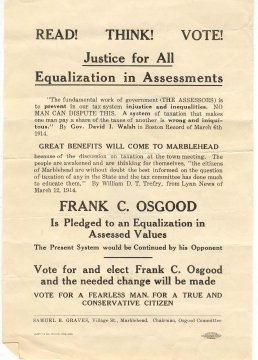 READ! THINK! VOTE!
Justice for All
Equalization in Assessments
"The fundamental work of government (THE ASSESSORS) is
to prevent in our tax system injustice and inequalities. NO
MAN CAN DISPUTE THIS. A system of taxation that makes
one man pay a share of the taxes of another is wrong and iniqui-
tous." By Gov. David I. Walsh in Boston Record of March 6th
1914.
GREAT BENEFITS WILL COME TO MARBLEHEAD
because of the discussion on taxation at the town meeting. The
people are awakened and are thinking for themselves, "the citizens
of Marblehead are without doubt the best informed on the question
of taxation of any in the State and the tax committee has done much
to educate them." By William D. T. Trefry, from Lynn News of
March 12, 1914.
FRANK C. OSGOOD
Is Pledged to an Equalization in
Assessed Values
The Present System would be Continued by his Opponent
Vote for and elect Frank C. Osgood
and the needed change will be made
VOTE FOR A FEARLESS MAN. FOR A TRUE AND
CONSERVATIVE CITIZEN
SAMUEL B. GRAVES, Village St., Marblehead. Chairman, Osgood Committee